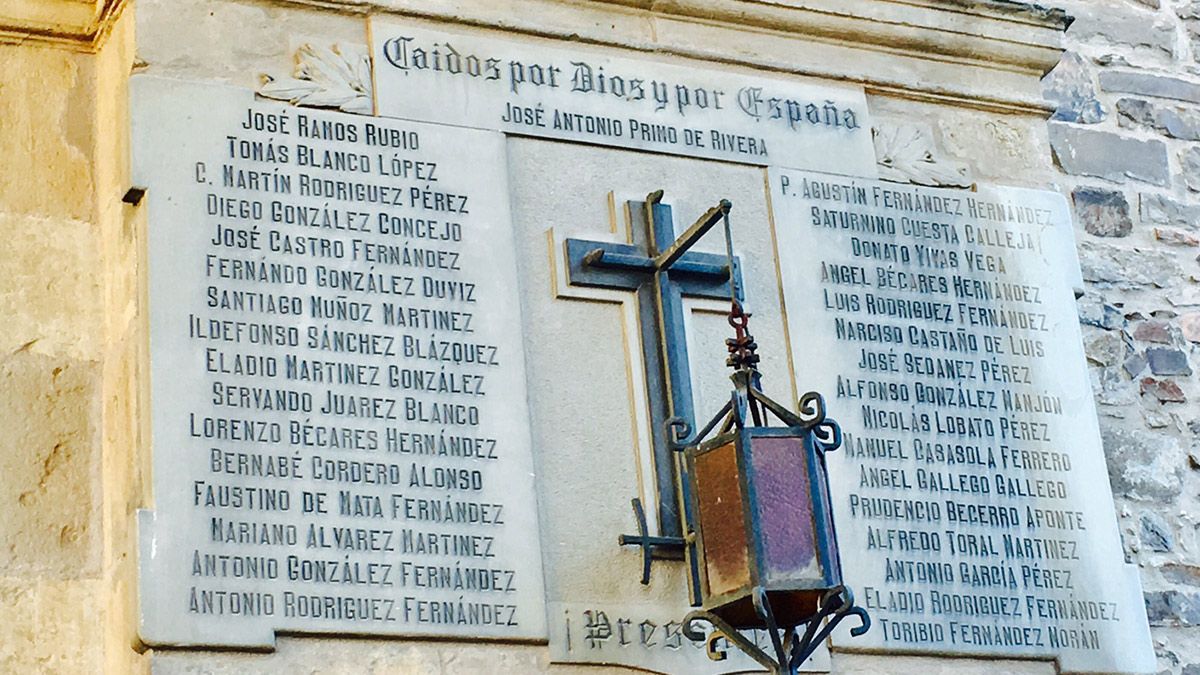 Caidos por Dios y por España
JOSÉ ANTONIO PRIMO DE RIVERA
JOSÉ RAMOS RUBIO
TOMÁS BLANCO LÓPEZ
C. MARTÍN RODRIGUEZ PÉREZ
DIEGO GONZÁLEZ CONCEJO
JOSÉ CASTRO FERNÁNDEZ
FERNÁNDO GONZÁLEZ DUVIZ
SANTIAGO MUÑOZ MARTINEZ
ILDEFONSO SÁNCHEZ BLÁZQUEZ
ELADIO MARTINEZ GONZÁLEZ
SERVANDO JUAREZ BLANCO
LORENZO BÉCARES HERNÁNDEZ
BERNABÉ CORDERO ALONSO
FAUSTINO DE MATA FERNÁNDEZ
MARIANO ALVAREZ MARTINEZ
ANTONIO GONZÁLEZ FERNÁNDEZ
ANTONIO RODRIGUEZ FERNÁNDEZ
P. AGUSTÍN FERNÁNDEZ HERNÁNDEZ
SATURNINO CUESTA CALLEJA
DONATO VIVAS VEGA
ANGEL BÉCARES HERNÁNDEZ
LUIS RODRIGUEZ FERNÁNDEZ
NARCISO CASTAÑO DE LUIS
JOSÉ SEDANEZ PÉREZ
ALFONSO GONZÁLEZ MANJÓN
NICOLÁS LOBATO PÉREZ
MANUEL CASASOLA FERRERO
ANGEL GALLEGO GALLEGO
PRUDENCIO BECERRO APONTE
ALFREDO TORAL MARTINEZ
ANTONIO GARCÍA PÉREZ
ELADIO RODRIGUEZ FERNÁNDEZ
TORIBIO FERNÁNDEZ NORÁN